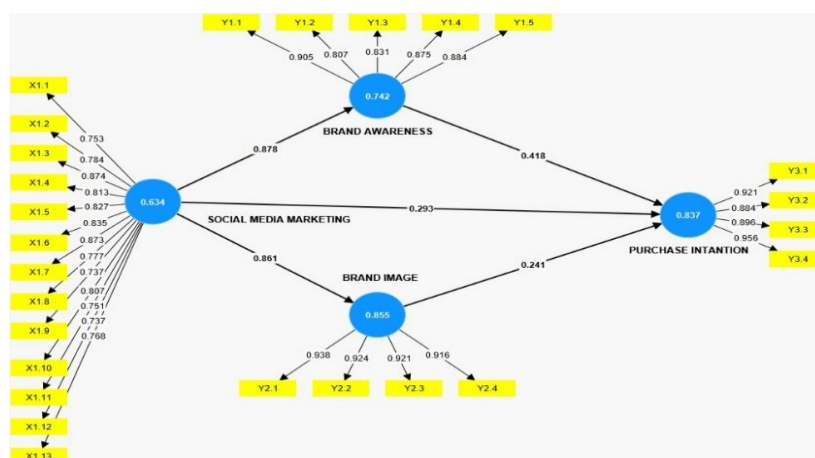 Y1.1
Y1.2
Y1.3
Y1.4
Y1.5
0.905
0.807
0.831
0.875
0.884
0.742
BRAND AWARENESS
X1.1
X1.2
X1.3
X1.4
X1.5
X1.6
X1.7
X1.8
X1.9
X1.10
X1.11
X1.12
X1.13
0.753
0.784
0.874
0.813
0.827
0.835
0.873
0.777
0.737
0.807
0.751
0.737
0.768
0.634
SOCIAL MEDIA MARKETING
0.878
0.418
0.293
0.861
0.241
BRAND IMAGE
0.855
0.938
0.924
0.921
0.916
Y2.1
Y2.2
Y2.3
Y2.4
0.837
PURCHASE INTANTION
0.921
0.884
0.896
0.956
Y3.1
Y3.2
Y3.3
Y3.4